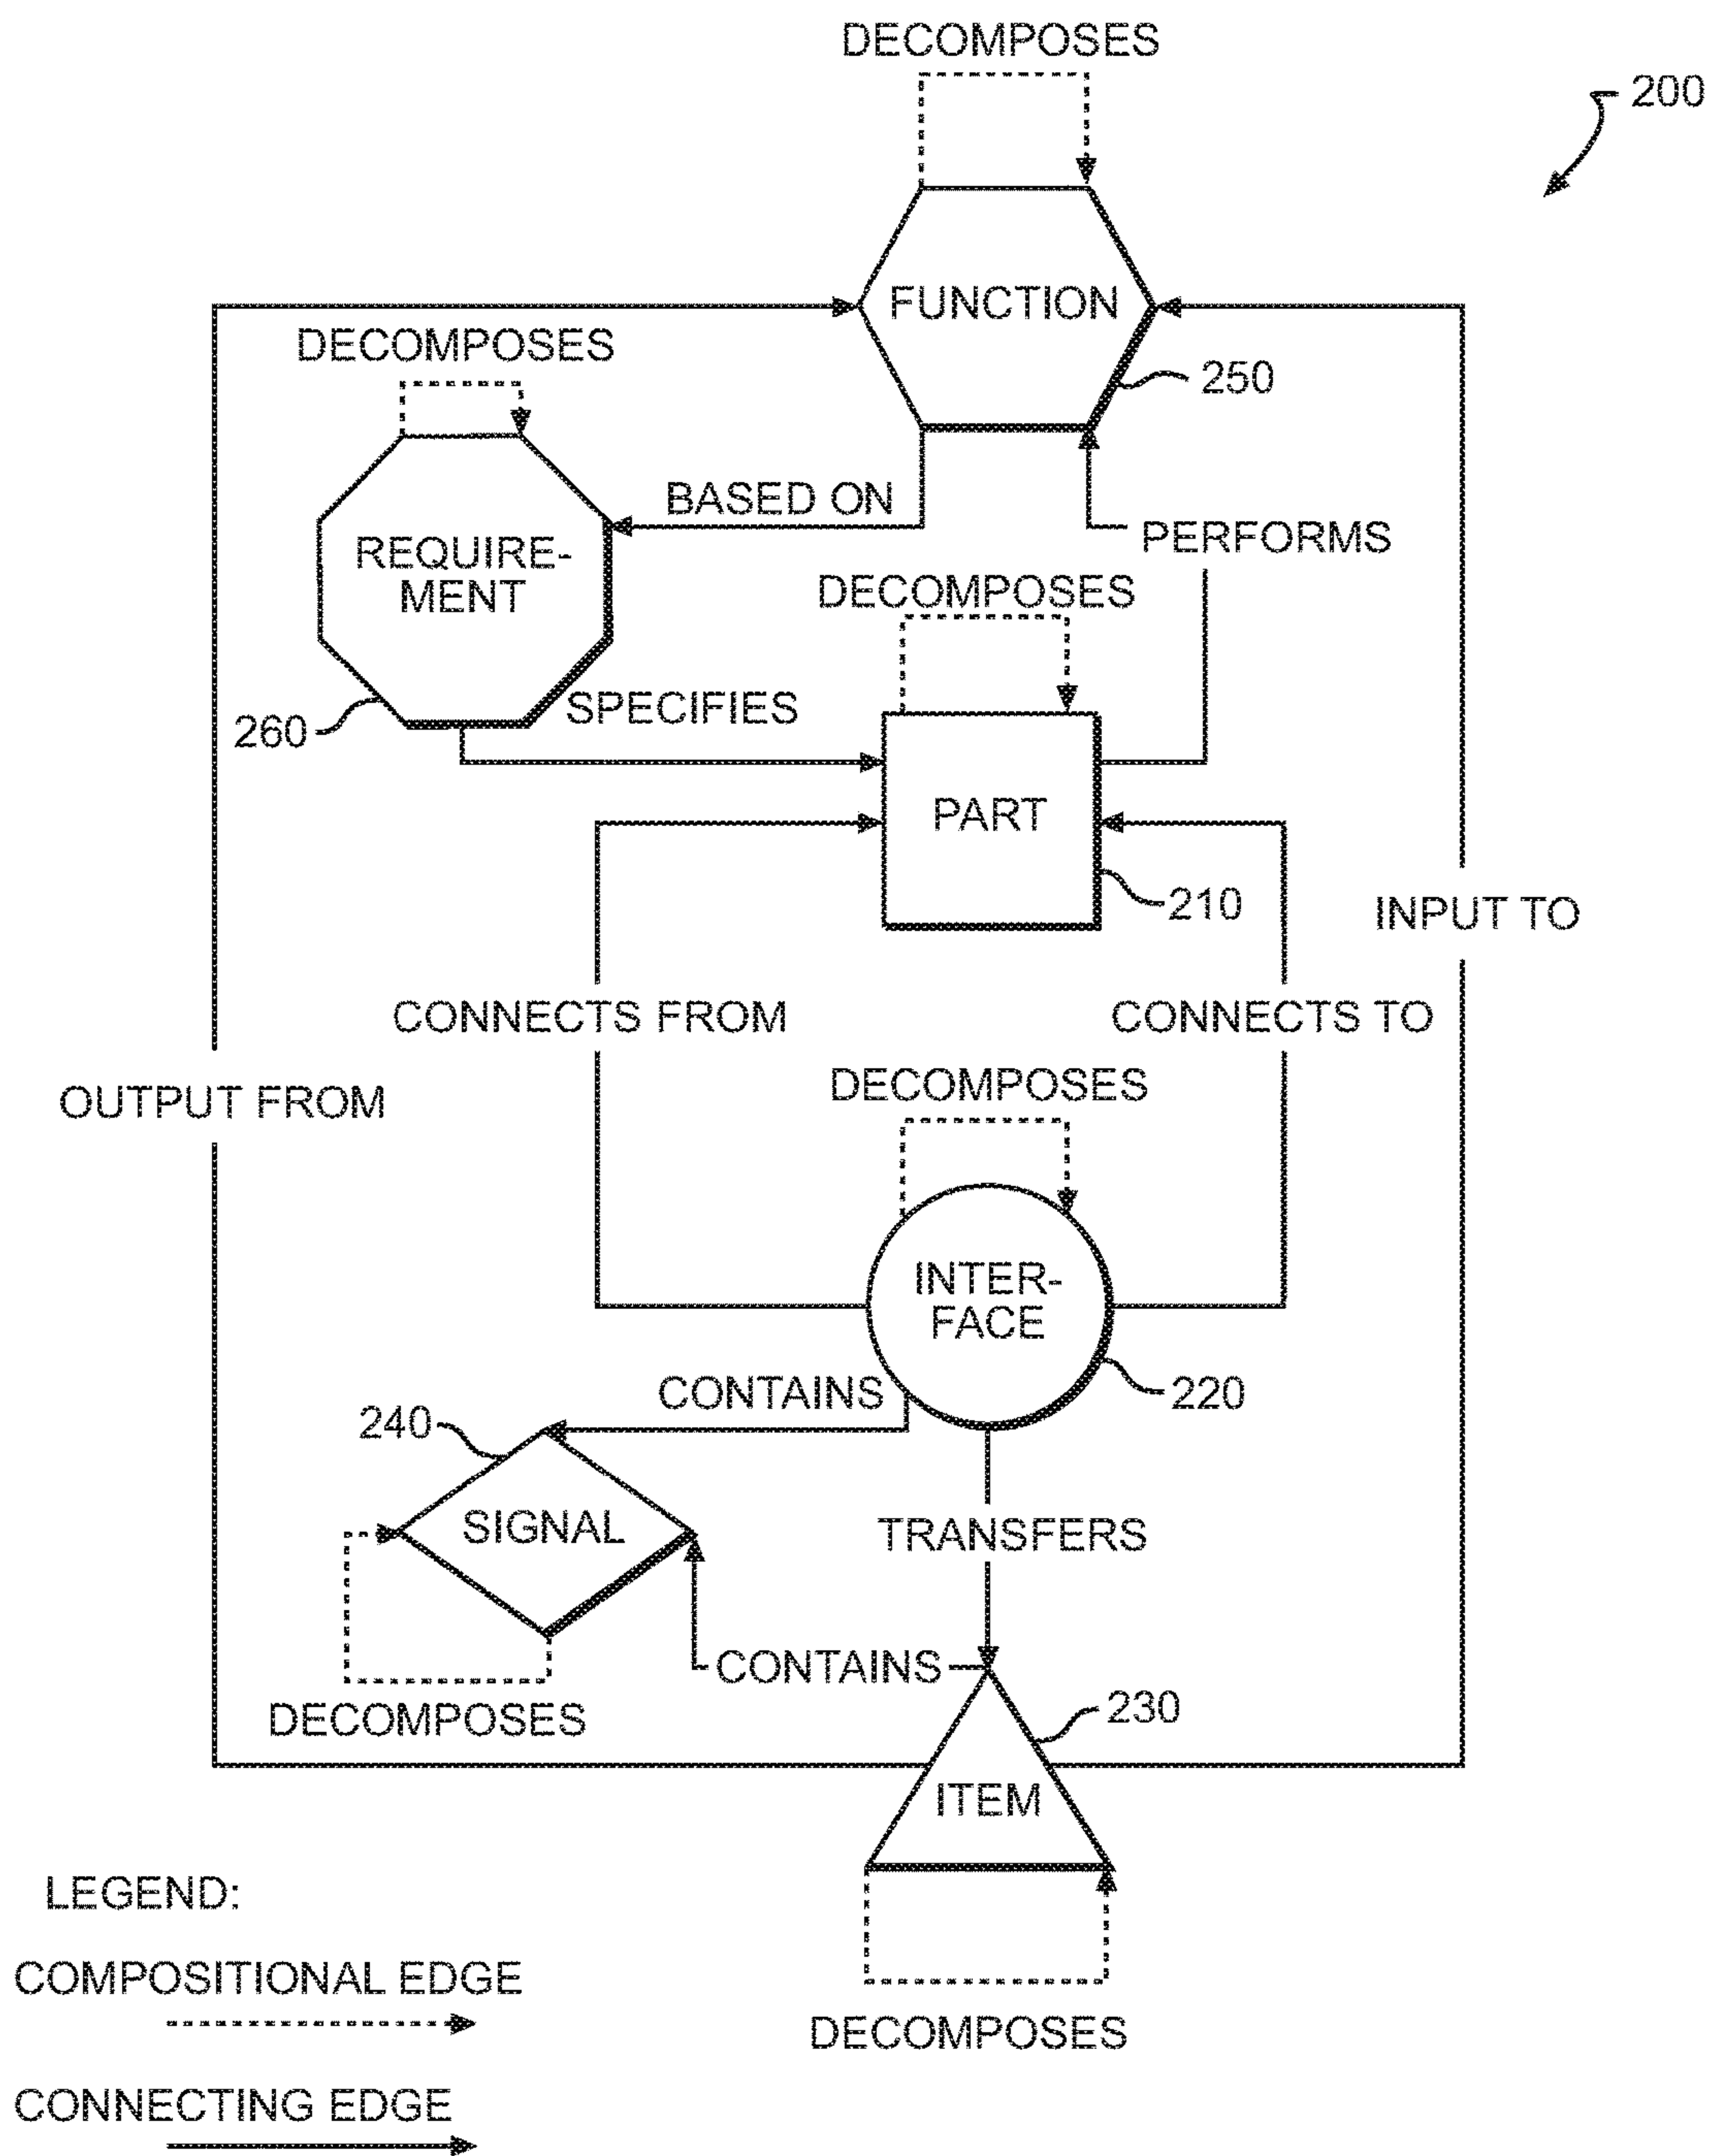 DECOMPOSES
200
FUNCTION
DECOMPOSES
250
BASED ON
REQUIRE-
MENT
PERFORMS
DECOMPOSES
SPECIFIES
260
PART
210
INPUT TO
CONNECTS FROM
CONNECTS TO
DECOMPOSES
OUTPUT FROM
INTER-
FACE
CONTAINS
220
240
SIGNAL
TRANSFERS
CONTAINS
230
DECOMPOSES
ITEM
LEGEND:
COMPOSITIONAL EDGE
DECOMPOSES
CONNECTING EDGE